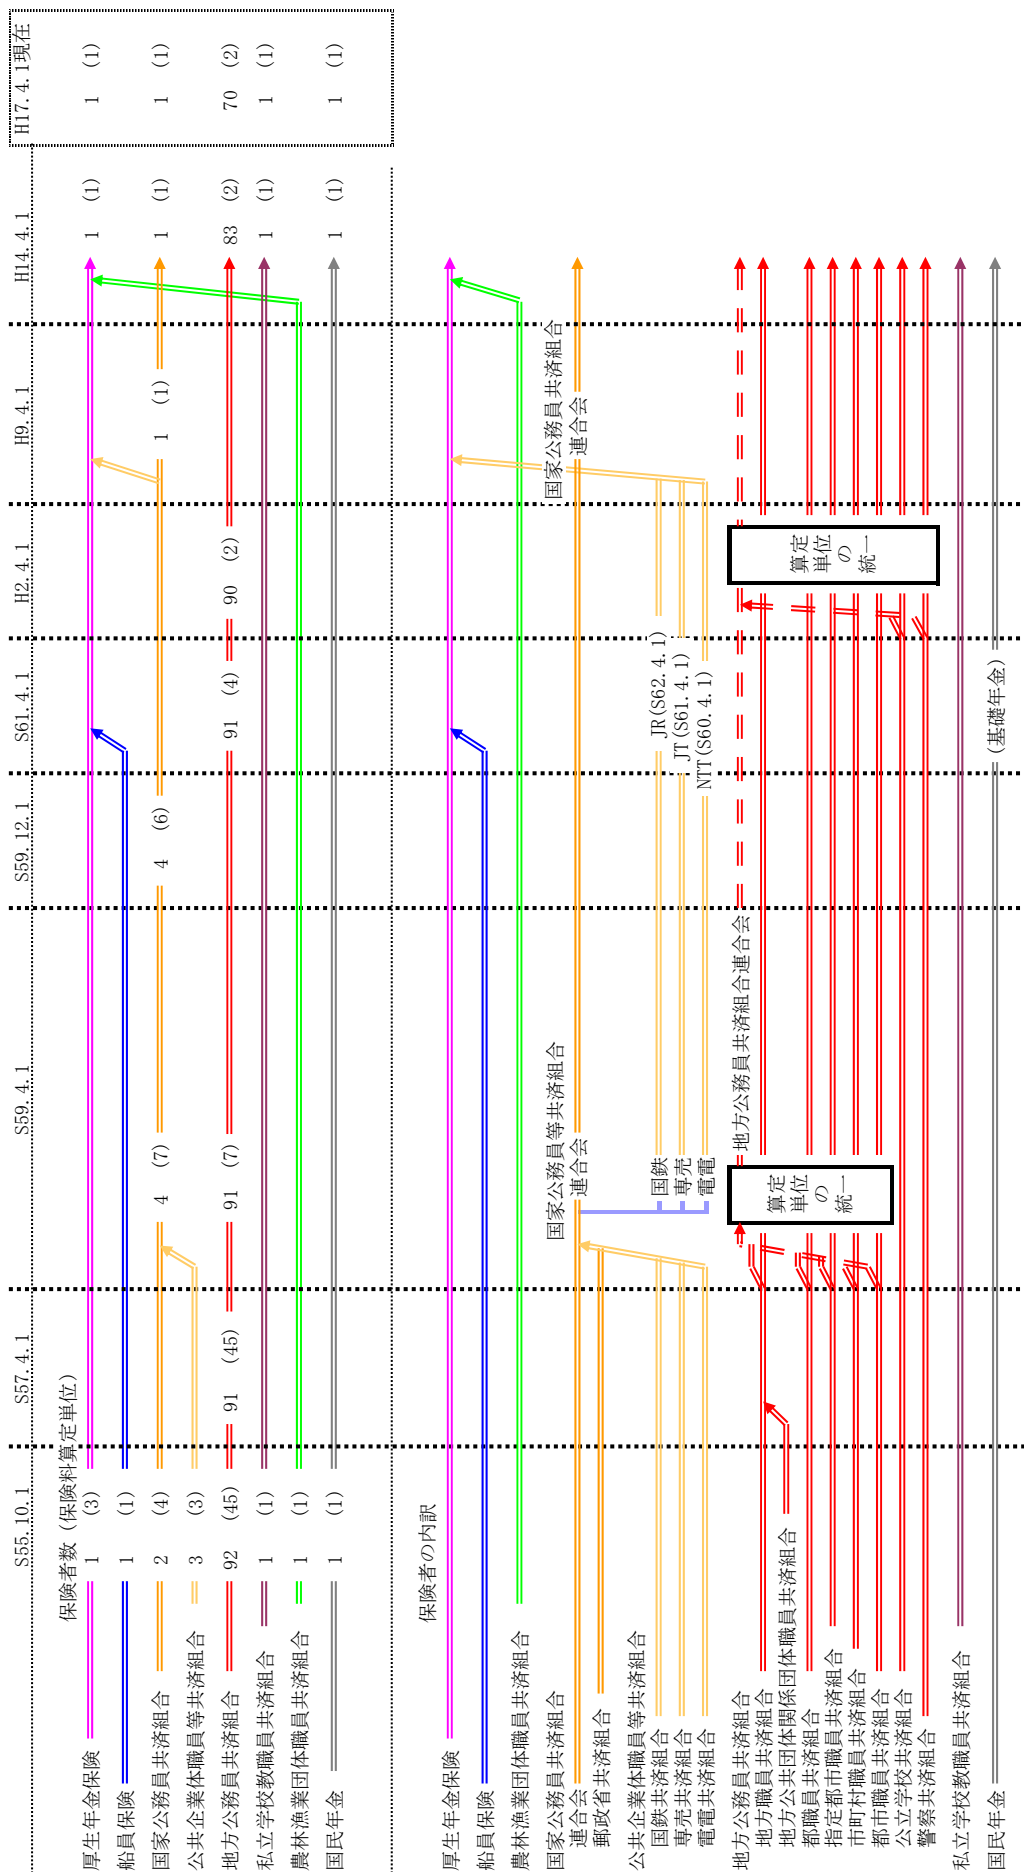 S55.10.1 S57.4.1 S59.4.1 S59.12.1 S61.4.1 H2.4.1 H9.4.1 H14.4.1 H17.4.1現在
保険者数（保険料算定単位）
厚生年金保険 1 (3) 1 (1) 1 (1)
船員保険 1 (1)
国家公務員共済組合 2 (4) 4 (7) 4 (6) 1 (1) 1 (1) 1 (1)
公共企業体職員等共済組合 3 (3)
地方公務員共済組合 92 (45) 91 (45) 91 (7) 91 (4) 90 (2) 83 (2) 70 (2)
私立学校教職員共済組合 1 (1) 1 (1) 1 (1)
農林漁業団体職員共済組合 1 (1)
国民年金 1 (1) 1 (1) 1 (1)
保険者の内訳
厚生年金保険
船員保険
農林漁業団体職員共済組合
国家公務員共済組合 国家公務員等共済組合 国家公務員共済組合
連合会 連合会 連合会
郵政省共済組合
公共企業体職員等共済組合
国鉄共済組合 国鉄 JR(S62.4.1)
専売共済組合 専売 JT(S61.4.1)
電電共済組合 電電 NTT(S60.4.1)
地方公務員共済組合 地方公務員共済組合連合会
地方職員共済組合
地方公共団体関係団体職員共済組合
都職員共済組合
指定都市職員共済組合
市町村職員共済組合
都市職員共済組合
公立学校共済組合
警察共済組合
算定
単位
の
統一
算定
単位
の
統一
私立学校教職員共済組合
国民年金 (基礎年金)